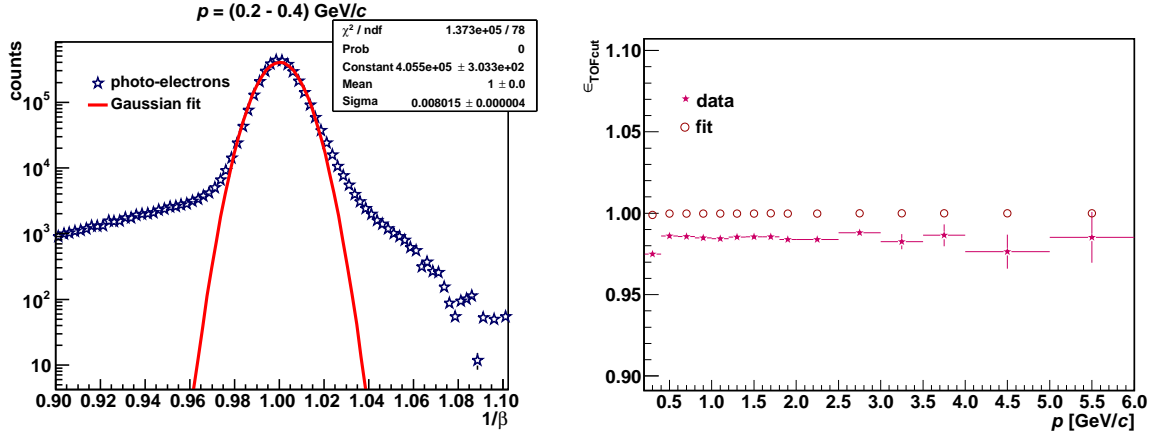 p = (0.2 - 0.4) GeV/c
χ² / ndf 1.373e+05 / 78
Prob 0
Constant 4.055e+05 ± 3.033e+02
Mean 1 ± 0.0
Sigma 0.008015 ± 0.000004
counts
photo-electrons
Gaussian fit
10⁵
10⁴
10³
10²
10
0.90 0.92 0.94 0.96 0.98 1.00 1.02 1.04 1.06 1.08 1.10
1/β
∈TOFcut
data
fit
1.10
1.05
1.00
0.95
0.90
1.0 1.5 2.0 2.5 3.0 3.5 4.0 4.5 5.0 5.5 6.0
p [GeV/c]